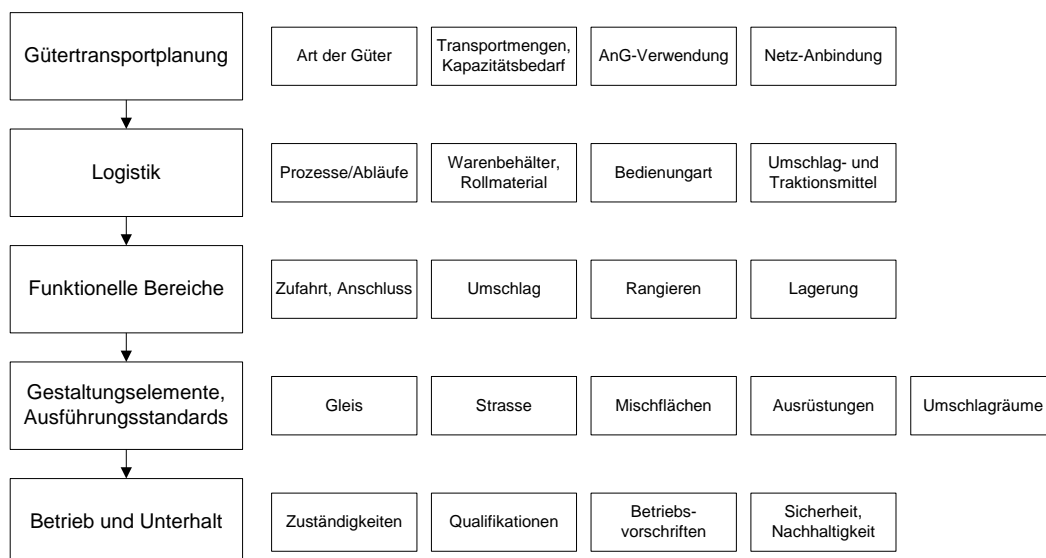 Gütertransportplanung
Art der Güter
Transportmengen,
Kapazitätsbedarf
AnG-Verwendung
Netz-Anbindung
Logistik
Prozesse/Abläufe
Warenbehälter,
Rollmaterial
Bedienungart
Umschlag- und
Traktionsmittel
Funktionelle Bereiche
Zufahrt, Anschluss
Umschlag
Rangieren
Lagerung
Gestaltungselemente,
Ausführungsstandards
Gleis
Strasse
Mischflächen
Ausrüstungen
Umschlagräume
Betrieb und Unterhalt
Zuständigkeiten
Qualifikationen
Betriebs-
vorschriften
Sicherheit,
Nachhaltigkeit